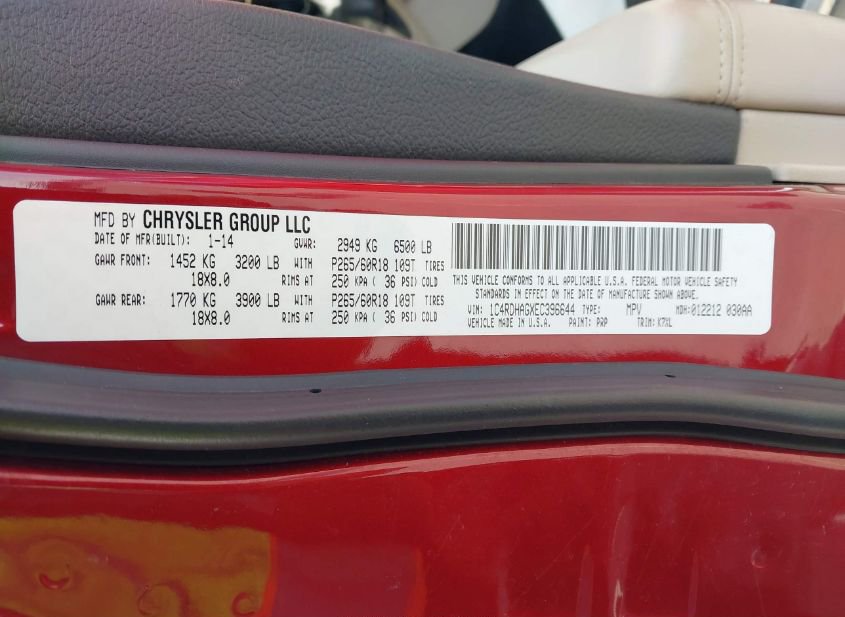 MFD BY CHRYSLER GROUP LLC
DATE OF MFR(BUILT): 1-14 GVWR: 2949 KG 6500 LB
GAWR FRONT: 1452 KG 3200 LB WITH P265/60R18 109T TIRES
18X8.0 RIMS AT 250 KPA ( 36 PSI) COLD
GAWR REAR: 1770 KG 3900 LB WITH P265/60R18 109T TIRES
18X8.0 RIMS AT 250 KPA ( 36 PSI) COLD
THIS VEHICLE CONFORMS TO ALL APPLICABLE U.S.A. FEDERAL MOTOR VEHICLE SAFETY
STANDARDS IN EFFECT ON THE DATE OF MANUFACTURE SHOWN ABOVE.
VIN: 1C4RDHAGXEC396644 TYPE: MPV MDH:012212 030AA
VEHICLE MADE IN U.S.A. PAINT: PRP TRIM: K7XL